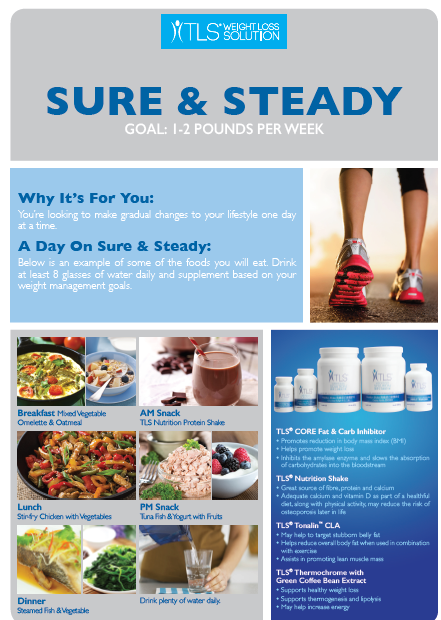 TLS® WEIGHT LOSS
SOLUTION
SURE & STEADY
GOAL: 1-2 POUNDS PER WEEK
Why It's For You:
You're looking to make gradual changes to your lifestyle one day
at a time.
A Day On Sure & Steady:
Below is an example of some of the foods you will eat. Drink
at least 8 glasses of water daily and supplement based on your
weight management goals.
Breakfast Mixed Vegetable
Omelette & Oatmeal
AM Snack
TLS Nutrition Protein Shake
Lunch
Stir-fry Chicken with Vegetables
PM Snack
Tuna Fish & Yogurt with Fruits
Dinner
Steamed Fish & Vegetable
Drink plenty of water daily.
TLS
TLS
TLS® CORE Fat & Carb Inhibitor
• Promotes reduction in body mass index (BMI)
• Helps promote weight loss
• Inhibits the amylase enzyme and slows the absorption
of carbohydrates into the bloodstream
TLS® Nutrition Shake
• Great source of fibre, protein and calcium
• Adequate calcium and vitamin D as part of a healthful
diet, along with physical activity, may reduce the risk of
osteoporosis later in life
TLS® Tonalin™ CLA
• May help to target stubborn belly fat
• Helps reduce overall body fat when used in combination
with exercise
• Assists in promoting lean muscle mass
TLS® Thermochrome with
Green Coffee Bean Extract
• Supports healthy weight loss
• Supports thermogenesis and lipolysis
• May help increase energy